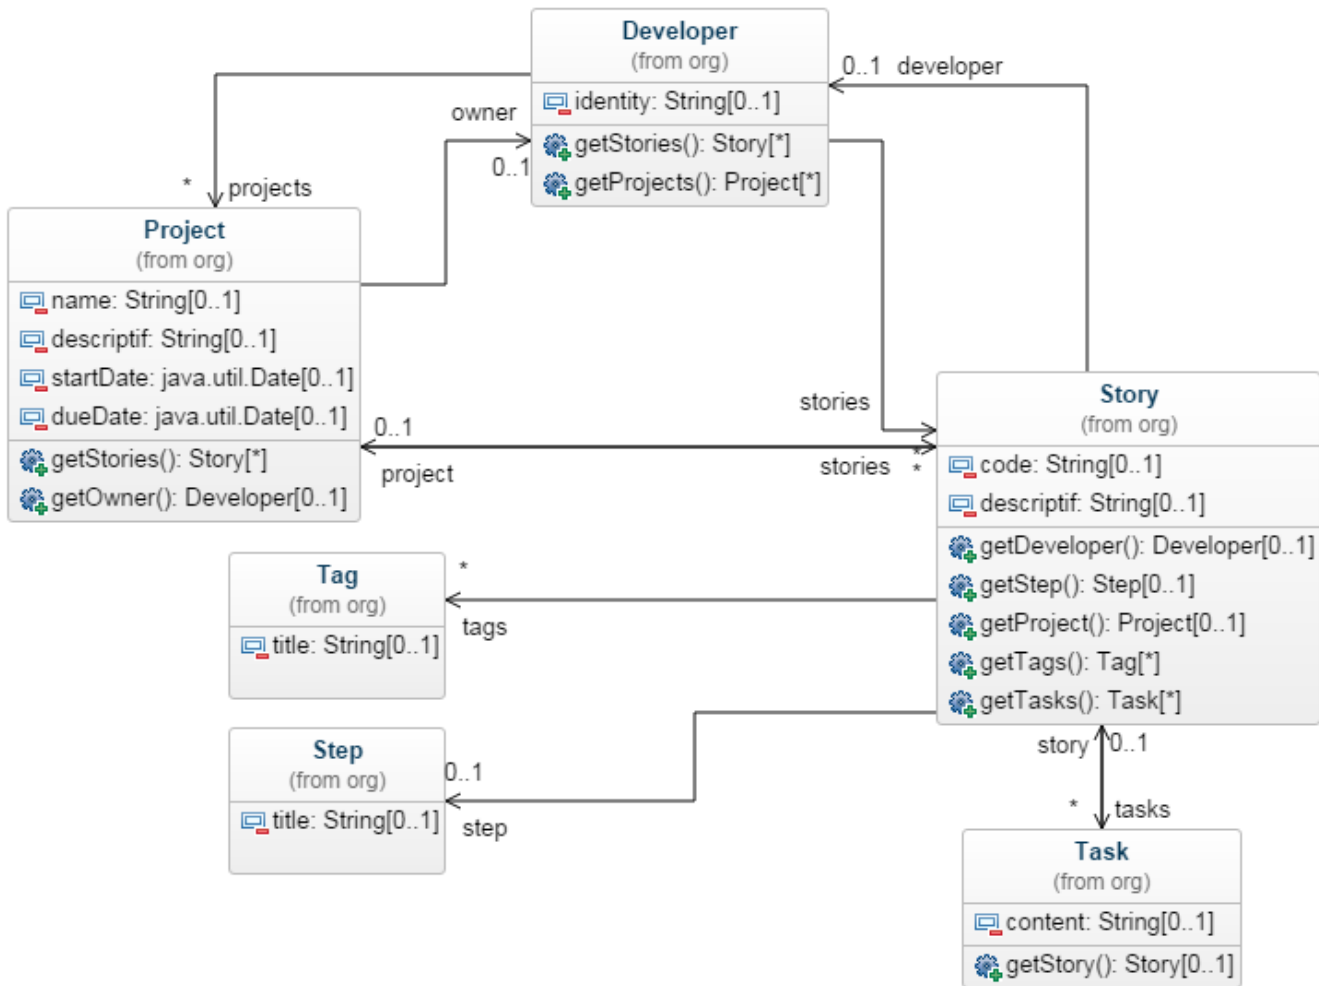 Developer
(from org)
identity: String[0..1]
getStories(): Story[*]
getProjects(): Project[*]
0..1 developer
owner
0..1
* projects
Project
(from org)
name: String[0..1]
descriptif: String[0..1]
startDate: java.util.Date[0..1]
dueDate: java.util.Date[0..1]
getStories(): Story[*]
getOwner(): Developer[0..1]
0..1
project
stories
*
stories
*
Story
(from org)
code: String[0..1]
descriptif: String[0..1]
getDeveloper(): Developer[0..1]
getStep(): Step[0..1]
getProject(): Project[0..1]
getTags(): Tag[*]
getTasks(): Task[*]
Tag
(from org)
title: String[0..1]
*
tags
Step
(from org)
title: String[0..1]
0..1
step
story 0..1
* tasks
Task
(from org)
content: String[0..1]
getStory(): Story[0..1]